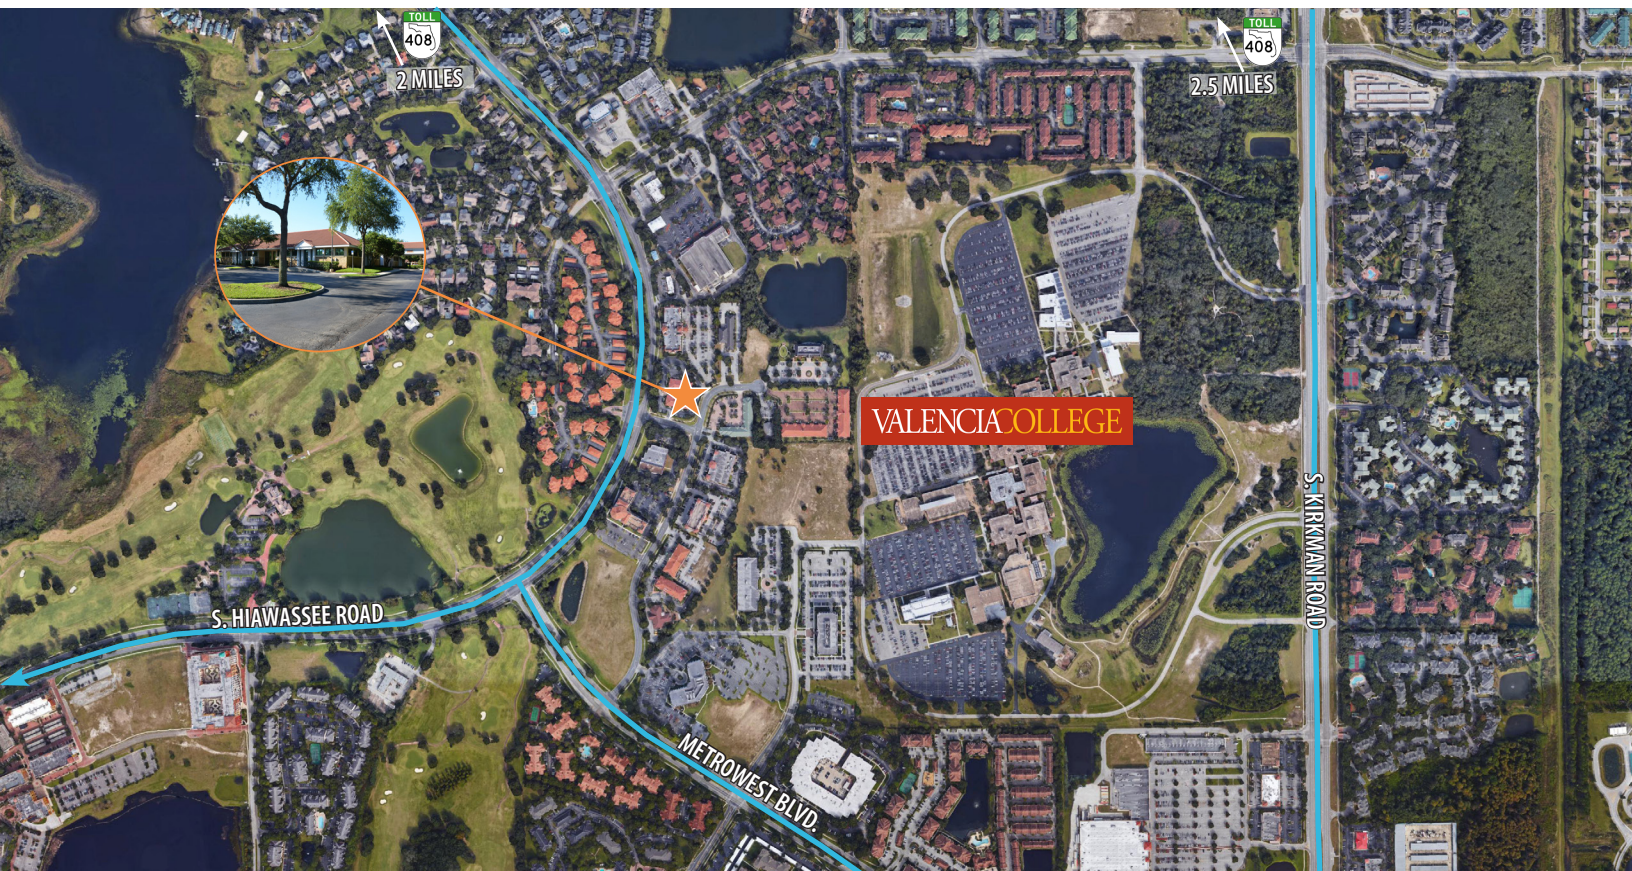 TOLL
408
2 MILES
TOLL
408
2.5 MILES
VALENCIACOLLEGE
S. KIRKMAN ROAD
S. HIAWASSEE ROAD
METROWEST BLVD.